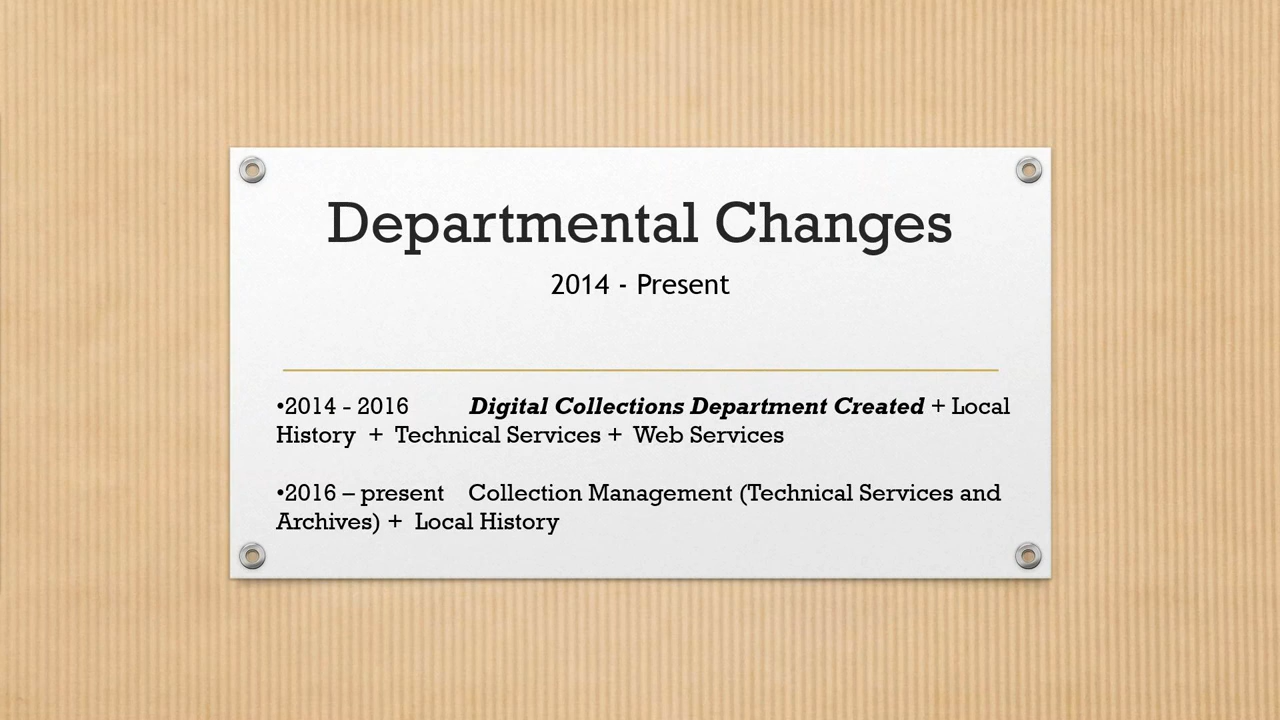 Departmental Changes
2014 - Present
•2014 - 2016 Digital Collections Department Created + Local
History + Technical Services + Web Services
•2016 – present Collection Management (Technical Services and
Archives) + Local History